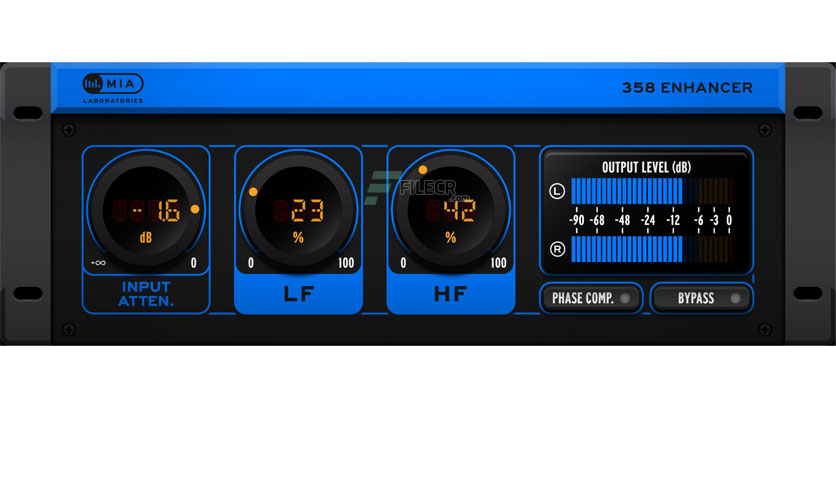 MIA
LABORATORIES
358 ENHANCER
-1.6
dB
-∞ 0
INPUT
ATTEN.
23
%
0 100
LF
FILECR
.com
42
%
0 100
HF
OUTPUT LEVEL (dB)
L
-90 -68 -48 -24 -12 -6 -3 0
R
PHASE COMP.
BYPASS